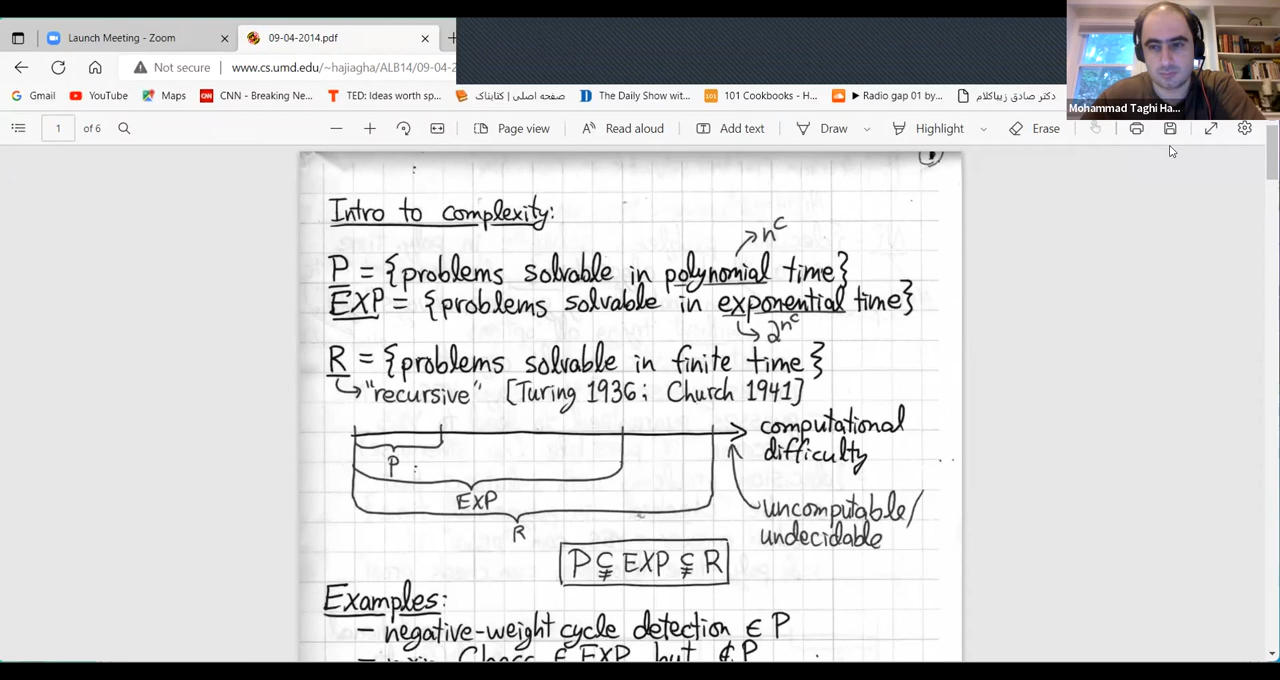 Launch Meeting - Zoom
09-04-2014.pdf
Not secure
www.cs.umd.edu/~hajiagha/ALB14/09-04-2
Gmail
YouTube
Maps
CNN - Breaking Ne...
TED: Ideas worth sp...
صفحه اصلی | کتابناک
The Daily Show wit...
101 Cookbooks - H...
Radio gap 01 by...
دکتر صادق زیباکلام
Mohammad Taghi Ha...
1 of 6
Page view
Read aloud
Add text
Draw
Highlight
Erase
1
Intro to complexity:
n^c
P = {problems solvable in polynomial time}
EXP = {problems solvable in exponential time}
2^n^c
R = {problems solvable in finite time}
"recursive" [Turing 1936; Church 1941]
computational
difficulty
P
EXP
R
uncomputable/
undecidable
P ⊊ EXP ⊊ R
Examples:
- negative-weight cycle detection ∈ P
Chess ∈ EXP but ∉ P